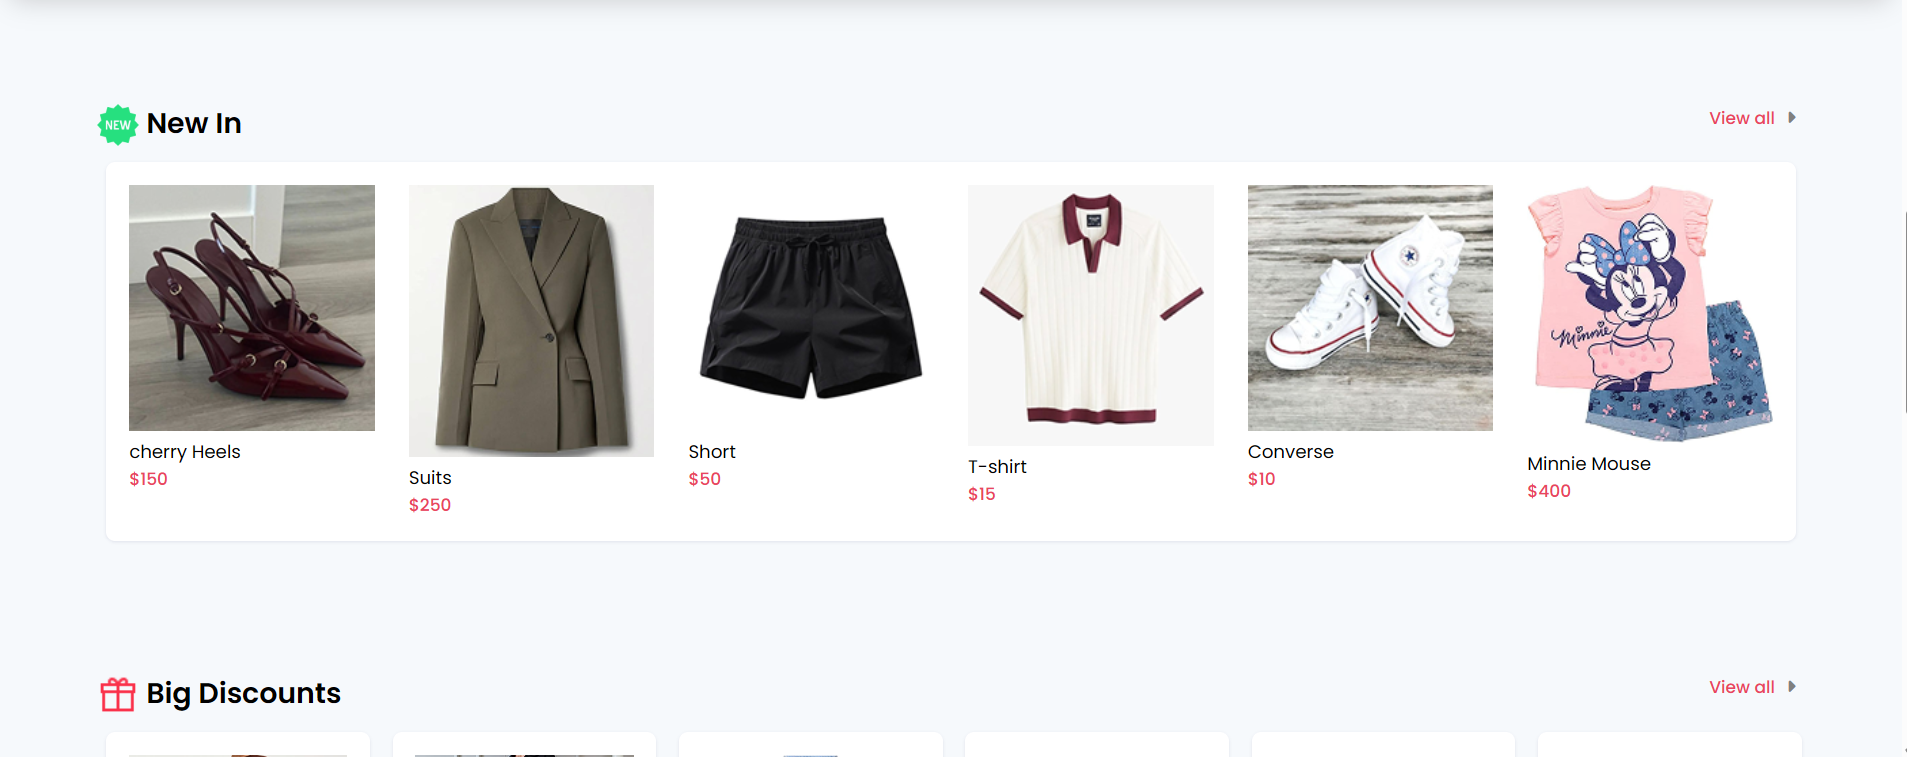 NEW New In
View all
cherry Heels
$150
Suits
$250
Short
$50
T-shirt
$15
Converse
$10
Minnie
Minnie Mouse
$400
Big Discounts
View all